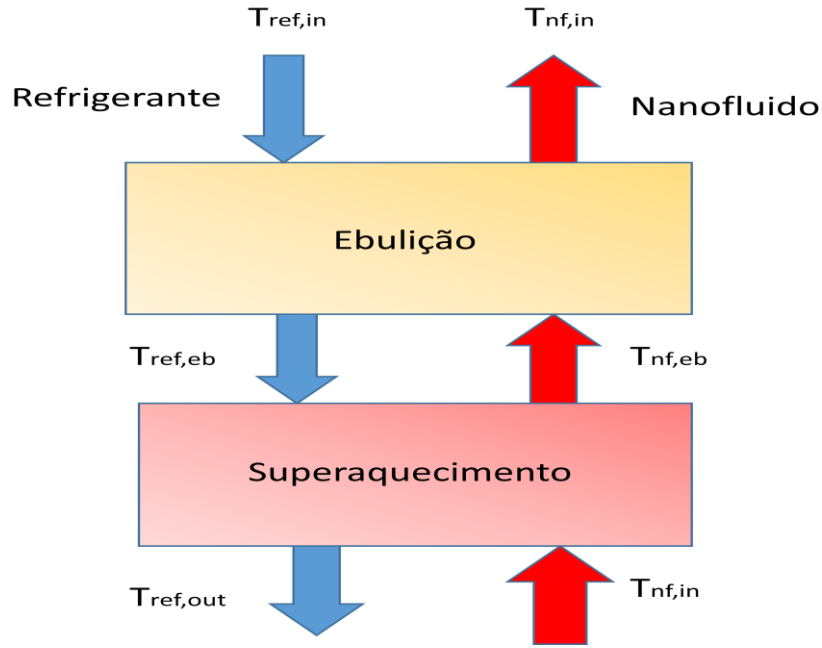 Tref,in
Tnf,in
Refrigerante
Nanofluido
Ebulição
Tref,eb
Tnf,eb
Superaquecimento
Tref,out
Tnf,in